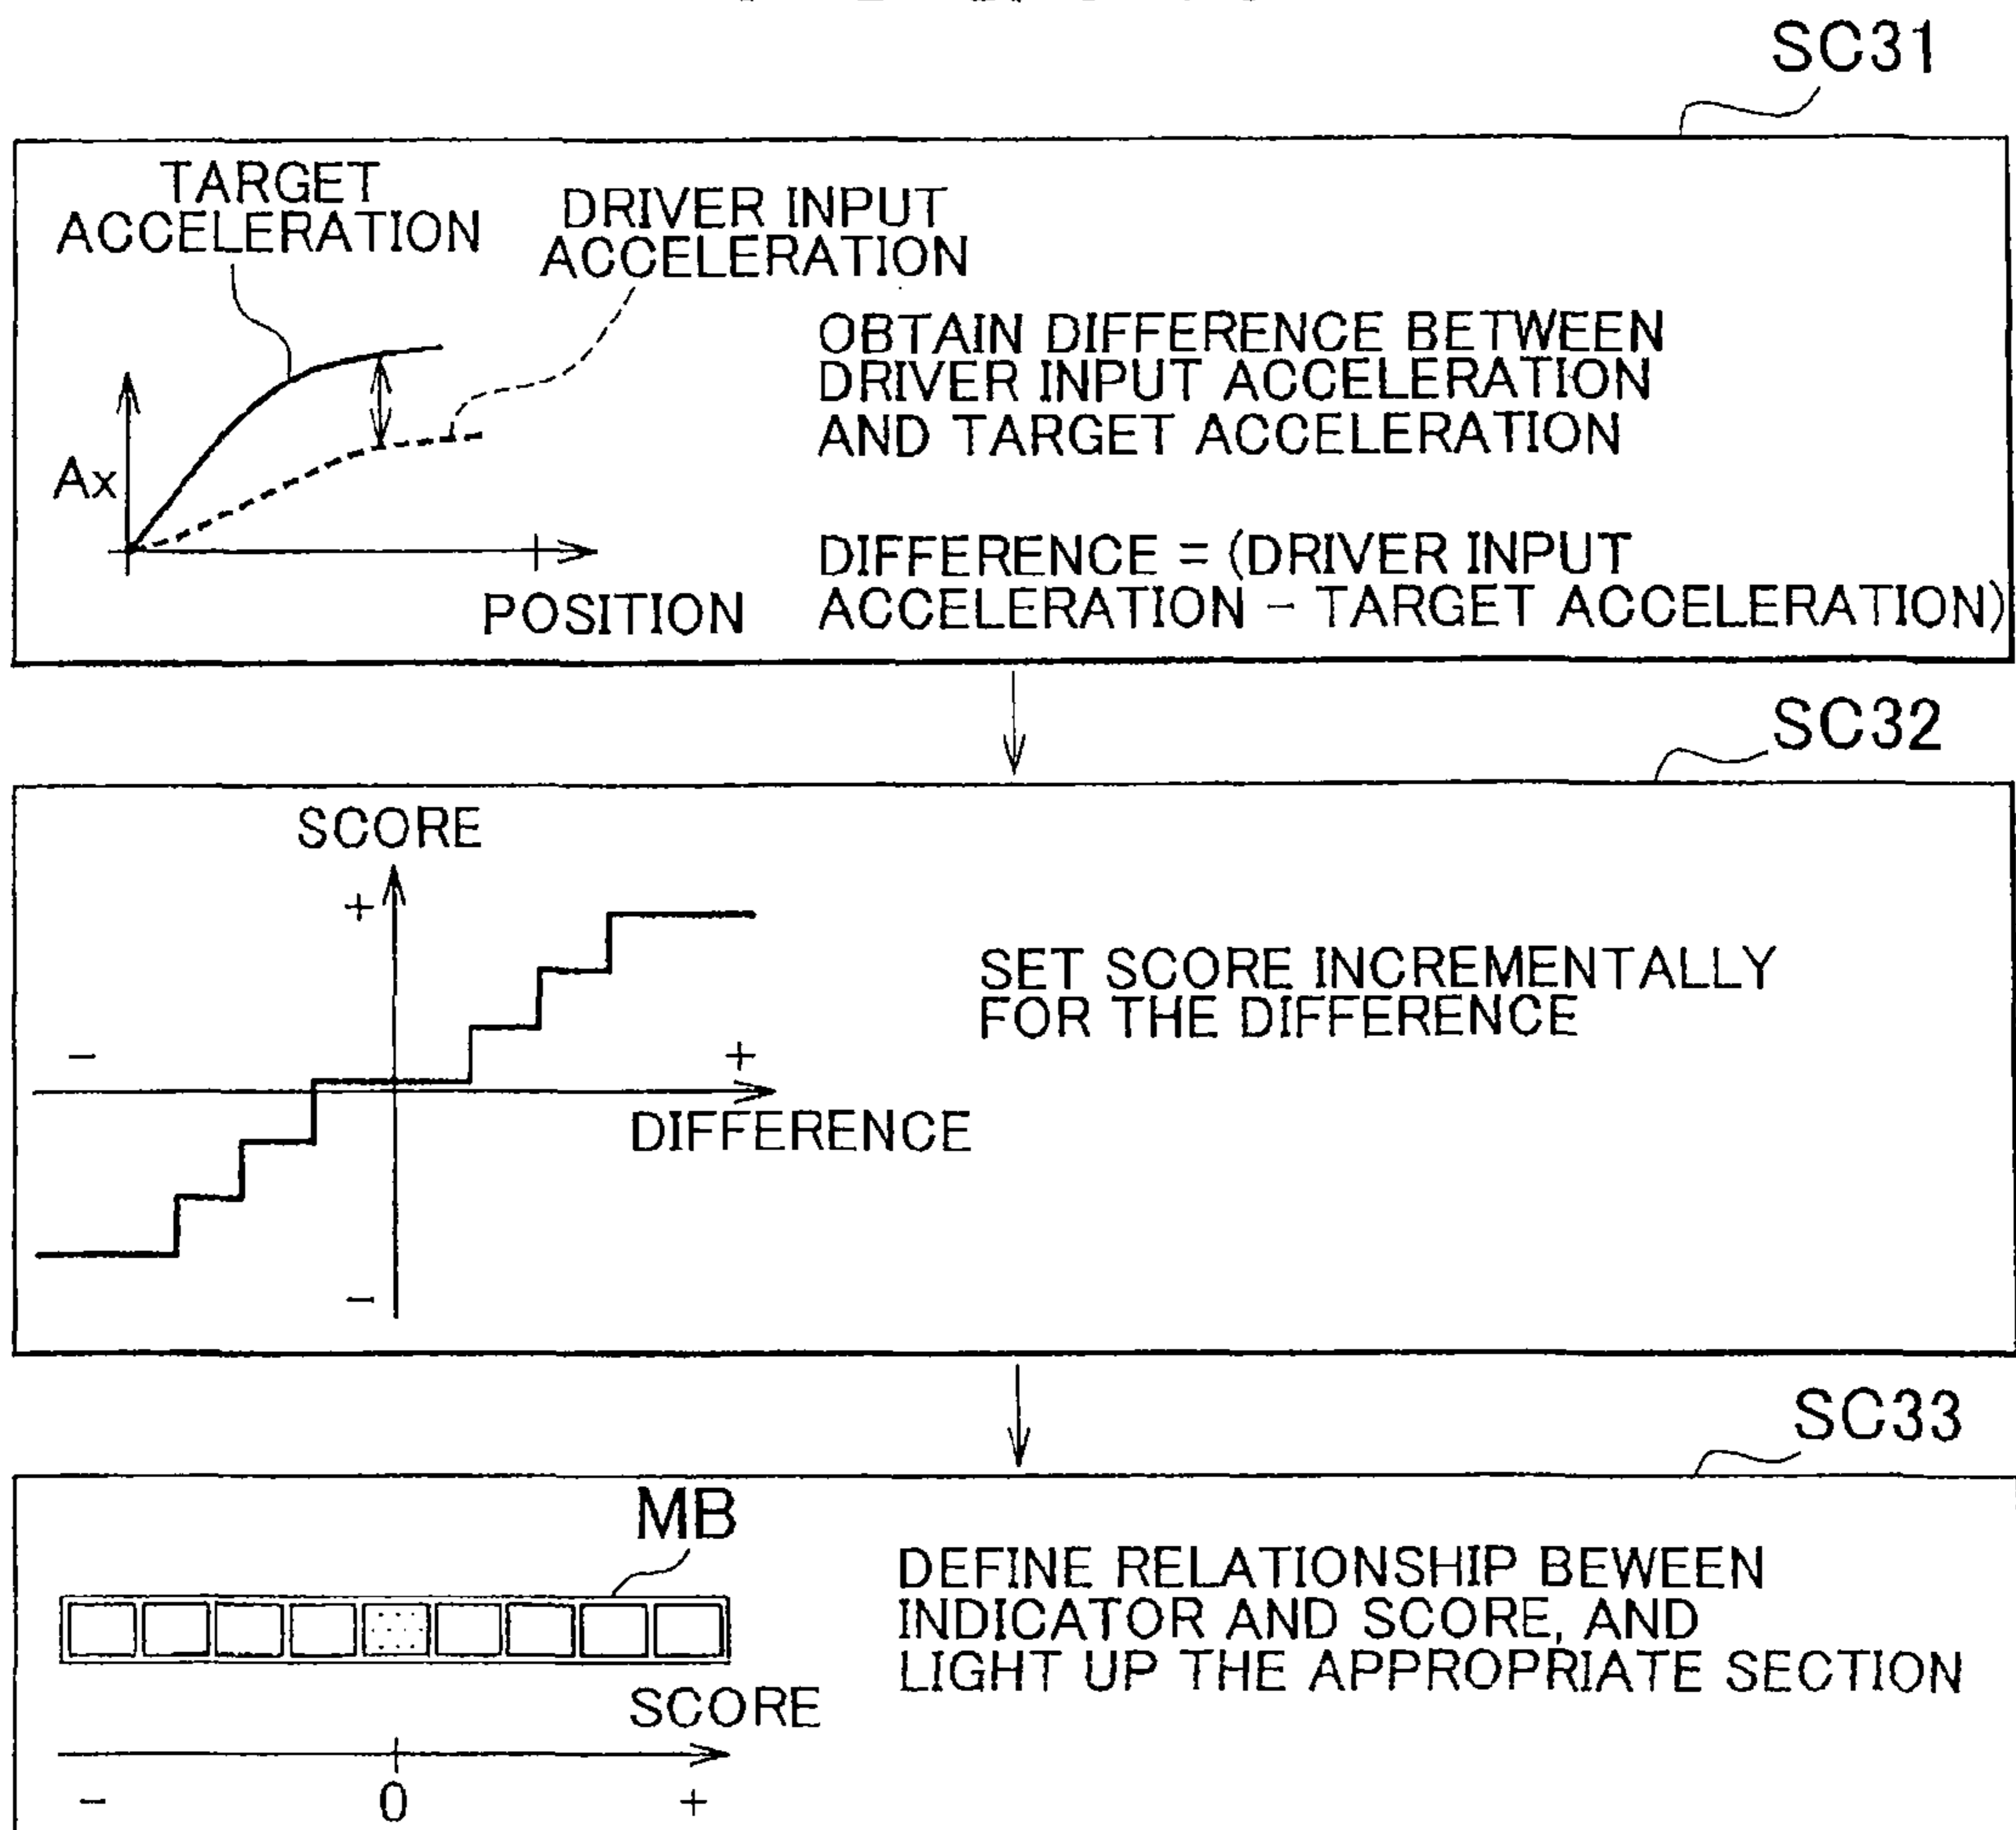 SC31
TARGET
ACCELERATION
DRIVER INPUT
ACCELERATION
Ax
POSITION
OBTAIN DIFFERENCE BETWEEN
DRIVER INPUT ACCELERATION
AND TARGET ACCELERATION
DIFFERENCE = (DRIVER INPUT
ACCELERATION - TARGET ACCELERATION)
SC32
SCORE
+
-
+
DIFFERENCE
-
SET SCORE INCREMENTALLY
FOR THE DIFFERENCE
SC33
MB
SCORE
- 0 +
DEFINE RELATIONSHIP BEWEEN
INDICATOR AND SCORE, AND
LIGHT UP THE APPROPRIATE SECTION